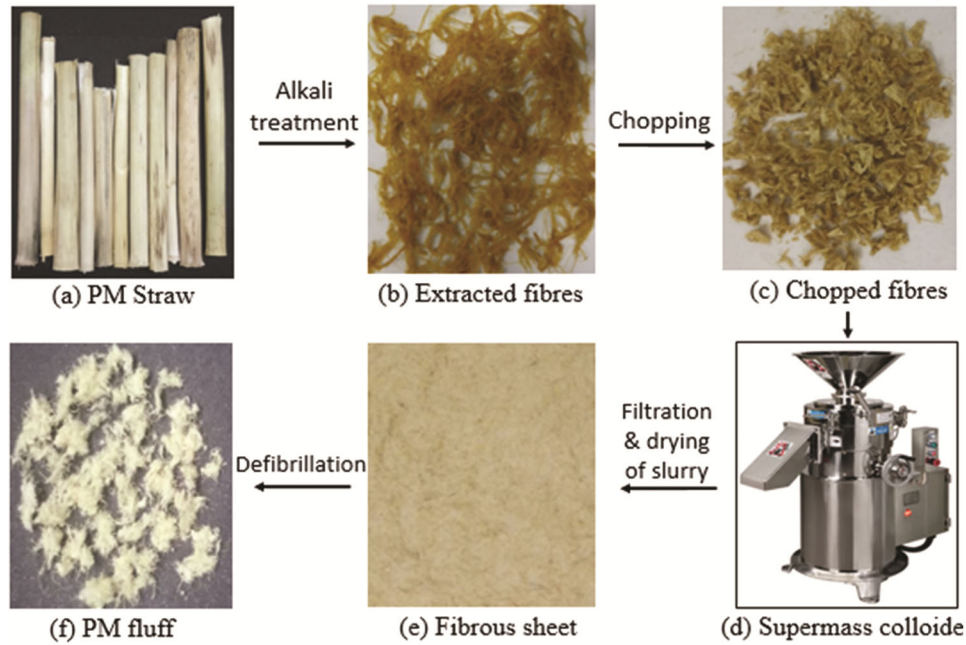 Alkali
treatment
Chopping
(a) PM Straw
(b) Extracted fibres
(c) Chopped fibres
Defibrillation
Filtration
& drying
of slurry
(f) PM fluff
(e) Fibrous sheet
(d) Supermass colloide